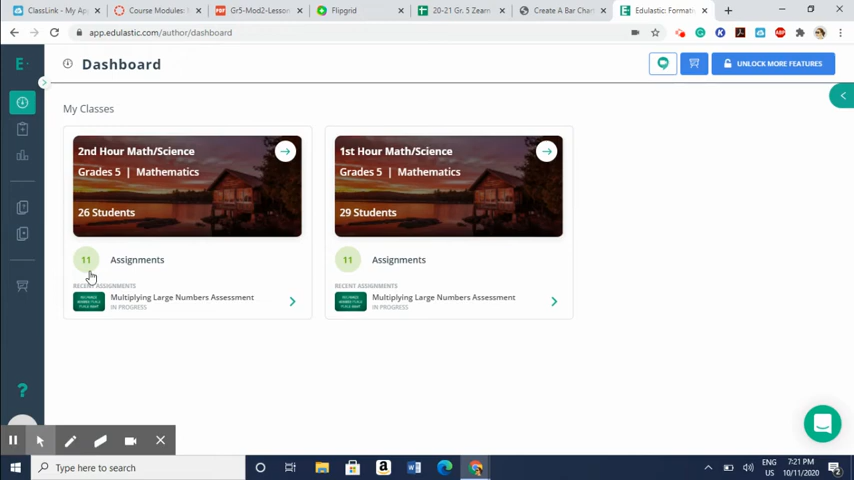 ClassLink - My Ap
Course Modules:
Gr5-Mod2-Lesson
Flipgrid
20-21 Gr. 5 Zearn
Create A Bar Chart
Edulastic: Formati
app.edulastic.com/author/dashboard
E
Dashboard
UNLOCK MORE FEATURES
My Classes
2nd Hour Math/Science
Grades 5 | Mathematics
26 Students
11 Assignments
RECENT ASSIGNMENTS
Multiplying Large Numbers Assessment
IN PROGRESS
1st Hour Math/Science
Grades 5 | Mathematics
29 Students
11 Assignments
RECENT ASSIGNMENTS
Multiplying Large Numbers Assessment
IN PROGRESS
?
Type here to search
ENG
US
7:21 PM
10/11/2020
2